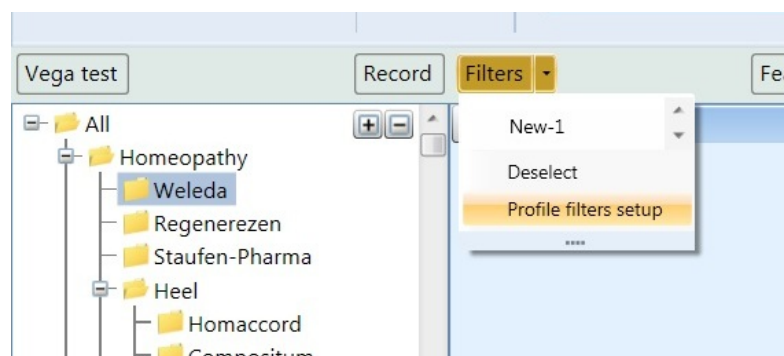 Vega test
Record
Filters
All
New-1
Homeopathy
Deselect
Weleda
Profile filters setup
Regenerezen
Staufen-Pharma
Heel
Homaccord